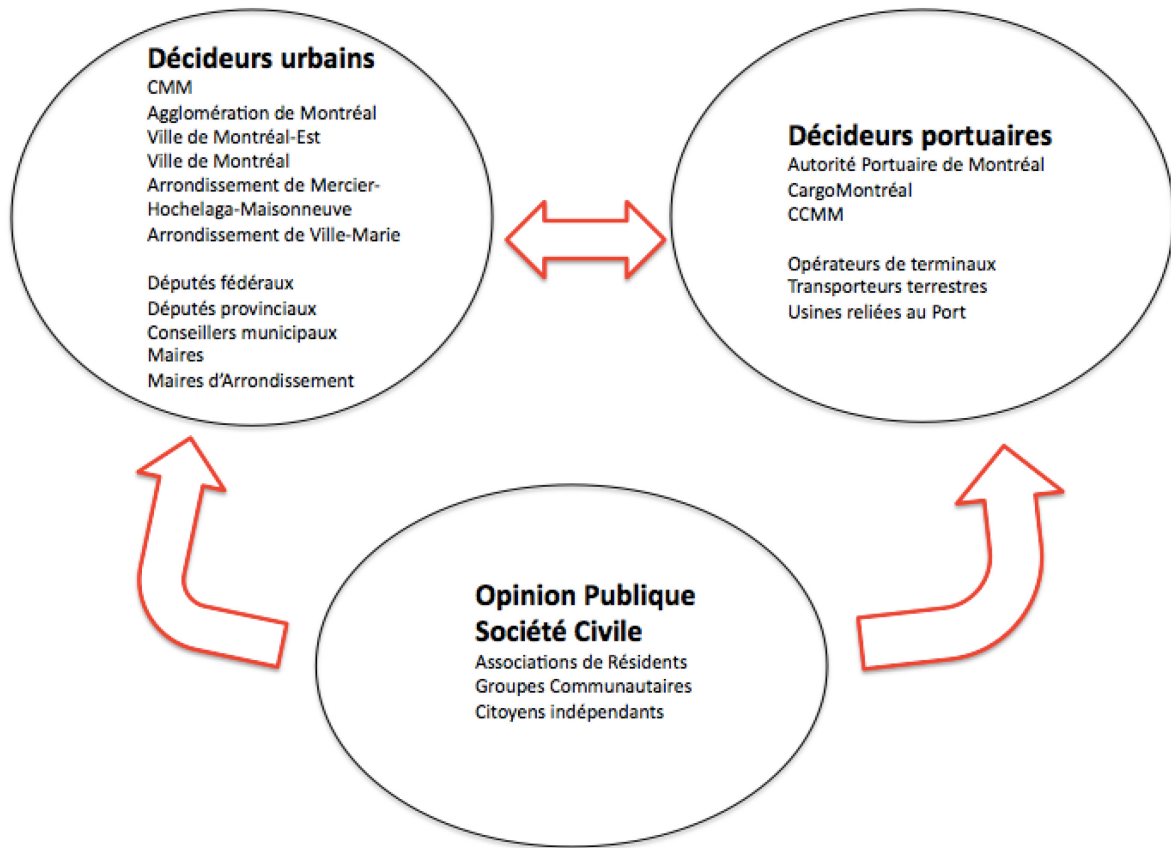 Décideurs urbains
CMM
Agglomération de Montréal
Ville de Montréal-Est
Ville de Montréal
Arrondissement de Mercier-
Hochelaga-Maisonneuve
Arrondissement de Ville-Marie
Députés fédéraux
Députés provinciaux
Conseillers municipaux
Maires
Maires d’Arrondissement
Décideurs portuaires
Autorité Portuaire de Montréal
CargoMontréal
CCMM
Opérateurs de terminaux
Transporteurs terrestres
Usines reliées au Port
Opinion Publique
Société Civile
Associations de Résidents
Groupes Communautaires
Citoyens indépendants